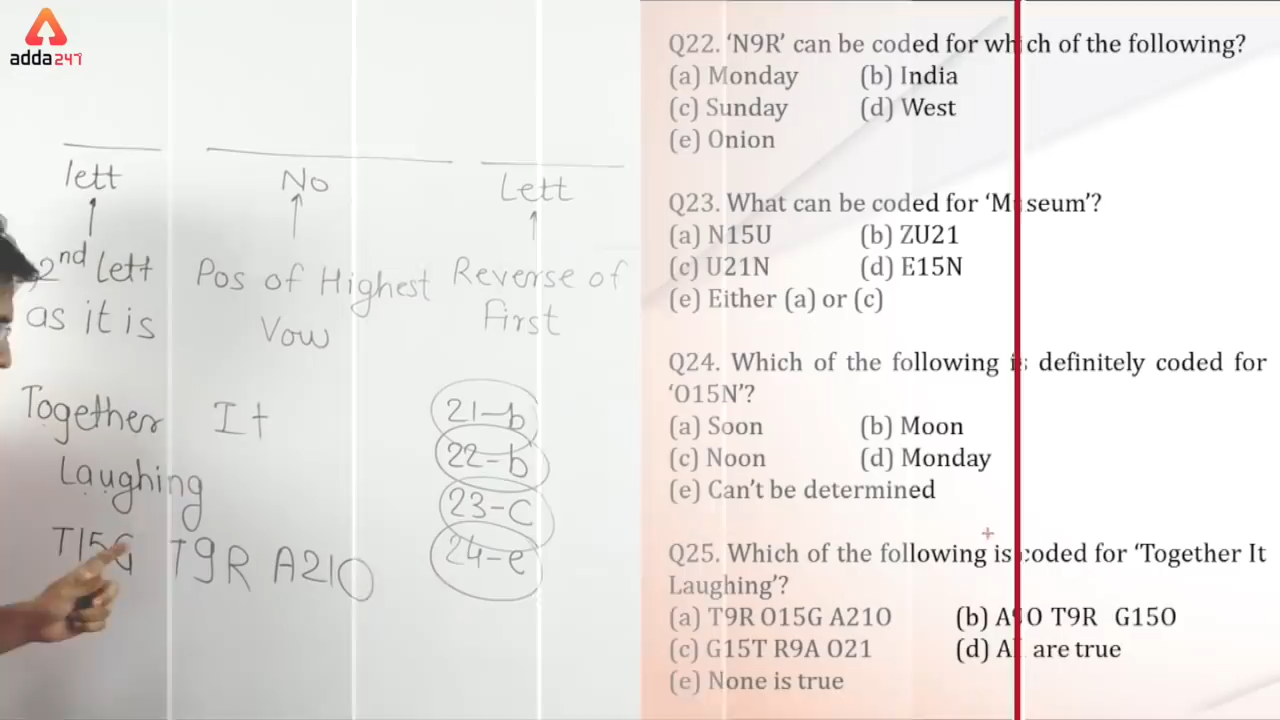 adda247
lett No Lett
2nd lett Pos of Highest Reverse of
as it is Vow first
Together It
Laughing
T15G T9R A21O
21-b
22-b
23-C
24-e
Q22. ‘N9R’ can be coded for which of the following?
(a) Monday (b) India
(c) Sunday (d) West
(e) Onion
Q23. What can be coded for ‘Museum’?
(a) N15U (b) ZU21
(c) U21N (d) E15N
(e) Either (a) or (c)
Q24. Which of the following is definitely coded for
‘O15N’?
(a) Soon (b) Moon
(c) Noon (d) Monday
(e) Can’t be determined
Q25. Which of the following is coded for ‘Together It
Laughing’?
(a) T9R O15G A21O (b) A9O T9R G15O
(c) G15T R9A O21 (d) All are true
(e) None is true